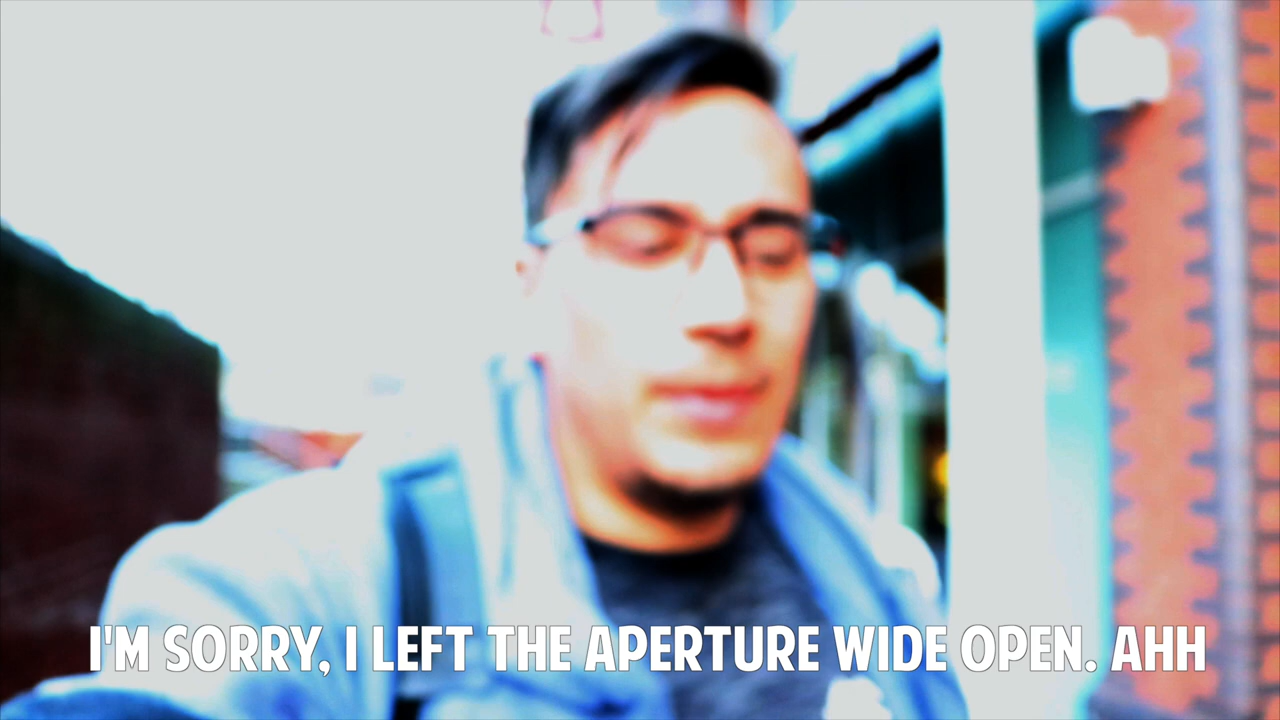 I'M SORRY, I LEFT THE APERTURE WIDE OPEN. AHH